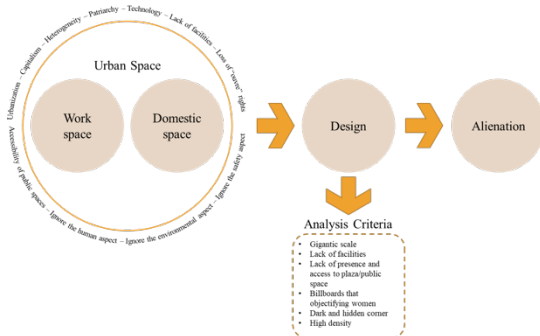 Urbanization – Capitalism – Heterogeneity – Patriarchy – Technology – Lack of facilities – Loss of “ouvre” rights
Accessibility of public spaces – Ignore the human aspect – Ignore the environmental aspect – Ignore the safety aspect
Urban Space
Work
space
Domestic
space
Design
Alienation
Analysis Criteria
• Gigantic scale
• Lack of facilities
• Lack of presence and
access to plaza/public
space
• Billboards that
objectifying women
• Dark and hidden corner
• High density